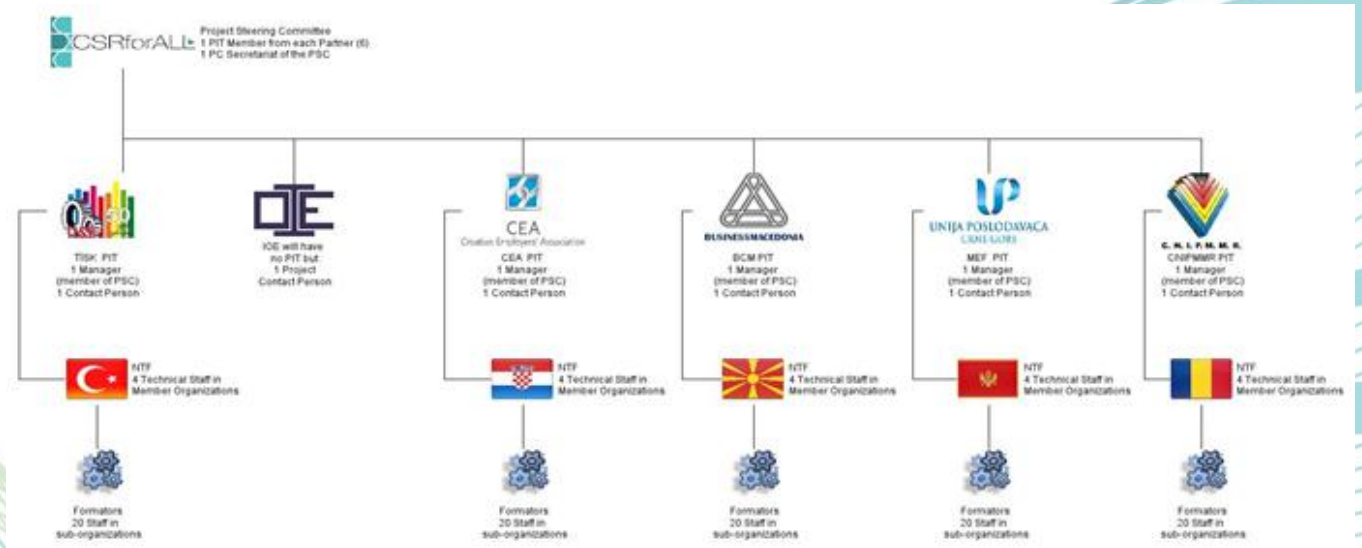 CSRforALL
Project Steering Committee
1 PIT Member from each Partner (6)
1 PC Secretariat of the PSC
TİSK PIT
1 Manager
(member of PSC)
1 Contact Person
IOE
IOE will have
no PIT but
1 Project
Contact Person
CEA
Creative Employers' Association
CEA PIT
1 Manager
(member of PSC)
1 Contact Person
BUSINESSMACEDONIA
BCM PIT
1 Manager
(member of PSC)
1 Contact Person
UP
UNIJA POSLODAVACA
CRNE GORE
MEF PIT
1 Manager
(member of PSC)
1 Contact Person
C. N. I. P. M. M. R.
CNIPMMR PIT
1 Manager
(member of PSC)
1 Contact Person
NTF
4 Technical Staff in
Member Organizations
NTF
4 Technical Staff in
Member Organizations
NTF
4 Technical Staff in
Member Organizations
NTF
4 Technical Staff in
Member Organizations
NTF
4 Technical Staff in
Member Organizations
Formators
20 Staff in
sub-organizations
Formators
20 Staff in
sub-organizations
Formators
20 Staff in
sub-organizations
Formators
20 Staff in
sub-organizations
Formators
20 Staff in
sub-organizations